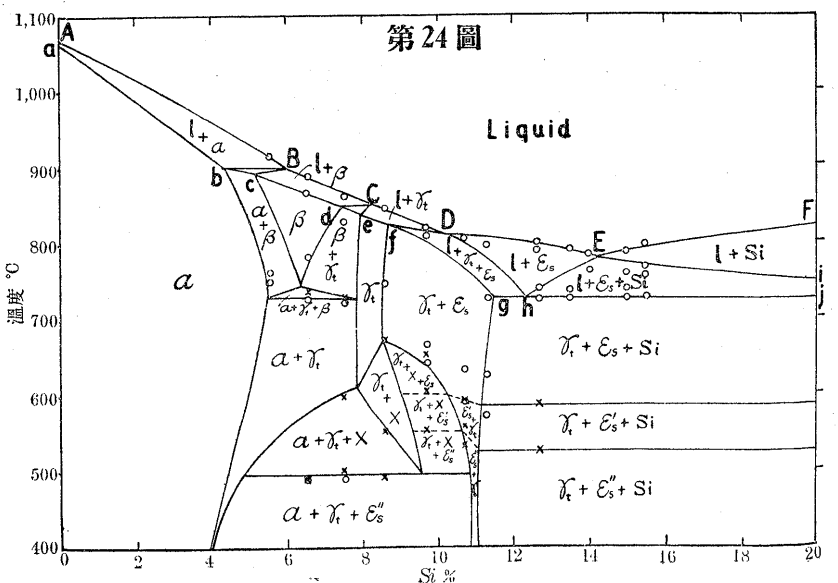 第24圖
1,100
1,000
900
800
700
600
500
400
溫度 °C
0 2 4 6 8 10 12 14 16 18 20
Si %
A
a
Liquid
l+α
B
l+β
b
c
C
l+γt
D
F
α+β
β
d
e
f
β+γt
l+γt+εs
l+εs
E
l+Si
i
l+εs+Si
j
α
α+γt+β
γt
γt+εs
g
h
α+γt
γt+εs+Si
γt+X+εs
γt+X
γt+X+ε's
γt+ε's+Si
α+γt+X
γt+X+ε''s
γt+ε''s+Si
α+γt+ε''s